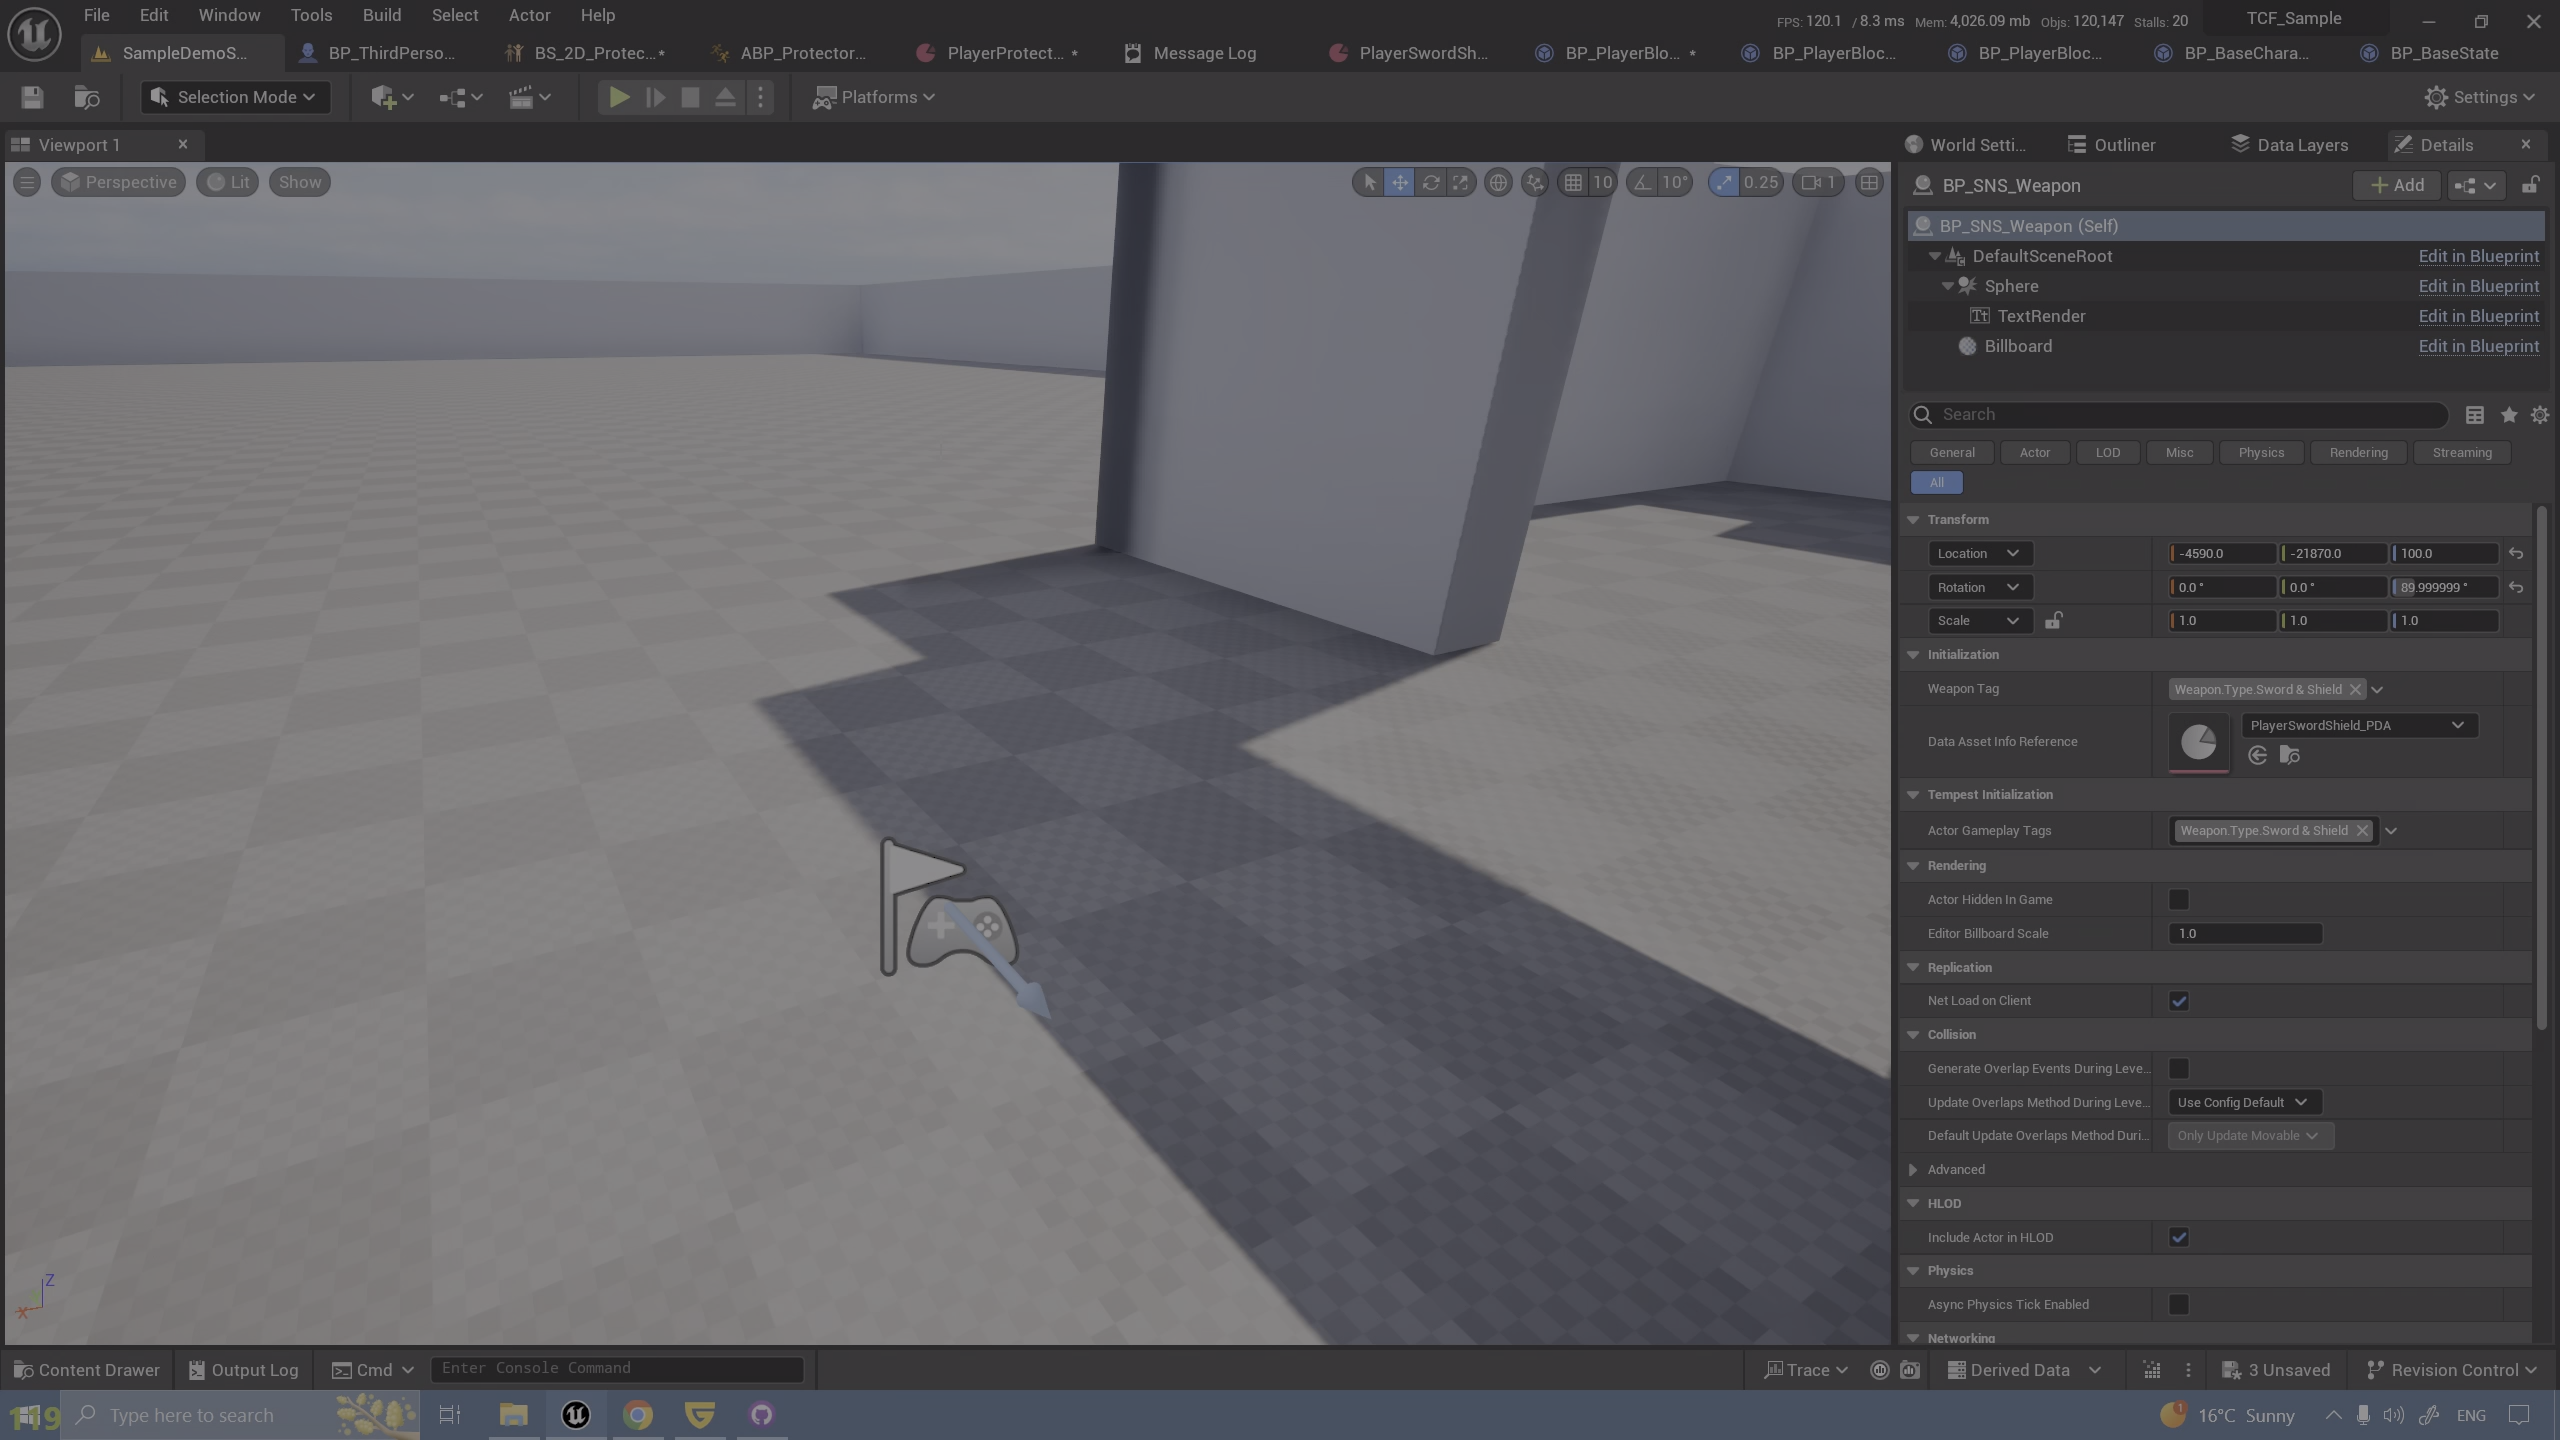 File Edit Window Tools Build Select Actor Help
FPS: 120.1 / 8.3 ms Mem: 4,026.09 mb Objs: 120,147 Stalls: 20 TCF_Sample
SampleDemoS... BP_ThirdPerso... BS_2D_Protec...* ABP_Protector... PlayerProtect... * Message Log PlayerSwordSh... BP_PlayerBlo... * BP_PlayerBloc... BP_PlayerBloc... BP_BaseChara... BP_BaseState
Selection Mode Platforms Settings
Viewport 1 World Setti... Outliner Data Layers Details
Perspective Lit Show 10 10° 0.25 1
BP_SNS_Weapon Add
BP_SNS_Weapon (Self)
DefaultSceneRoot Edit in Blueprint
Sphere Edit in Blueprint
TextRender Edit in Blueprint
Billboard Edit in Blueprint
Search
General Actor LOD Misc Physics Rendering Streaming
All
Transform
Location -4590.0 -21870.0 100.0
Rotation 0.0 ° 0.0 ° 89.999999 °
Scale 1.0 1.0 1.0
Initialization
Weapon Tag Weapon.Type.Sword & Shield
Data Asset Info Reference PlayerSwordShield_PDA
Tempest Initialization
Actor Gameplay Tags Weapon.Type.Sword & Shield
Rendering
Actor Hidden In Game
Editor Billboard Scale 1.0
Replication
Net Load on Client
Collision
Generate Overlap Events During Leve...
Update Overlaps Method During Leve... Use Config Default
Default Update Overlaps Method Duri... Only Update Movable
Advanced
HLOD
Include Actor in HLOD
Physics
Async Physics Tick Enabled
Networking
Z
X
Content Drawer Output Log Cmd Enter Console Command Trace Derived Data 3 Unsaved Revision Control
119 Type here to search 1 16°C Sunny ENG